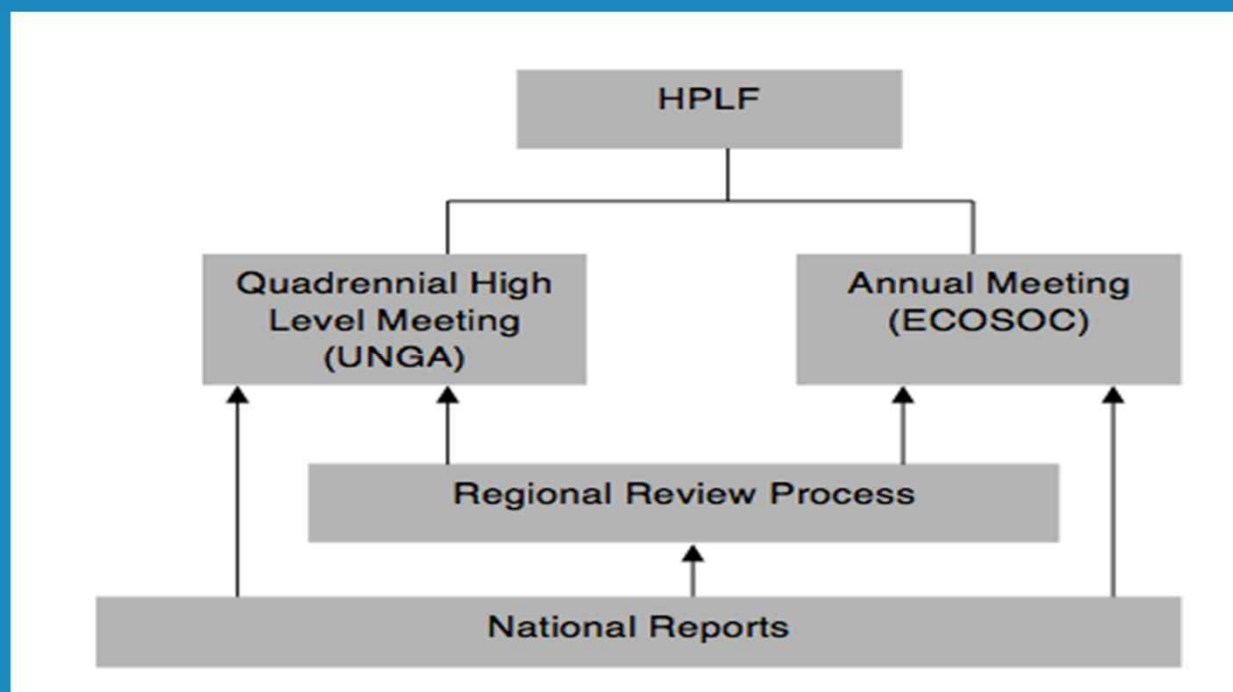 HPLF
Quadrennial High
Level Meeting
(UNGA)
Annual Meeting
(ECOSOC)
Regional Review Process
National Reports